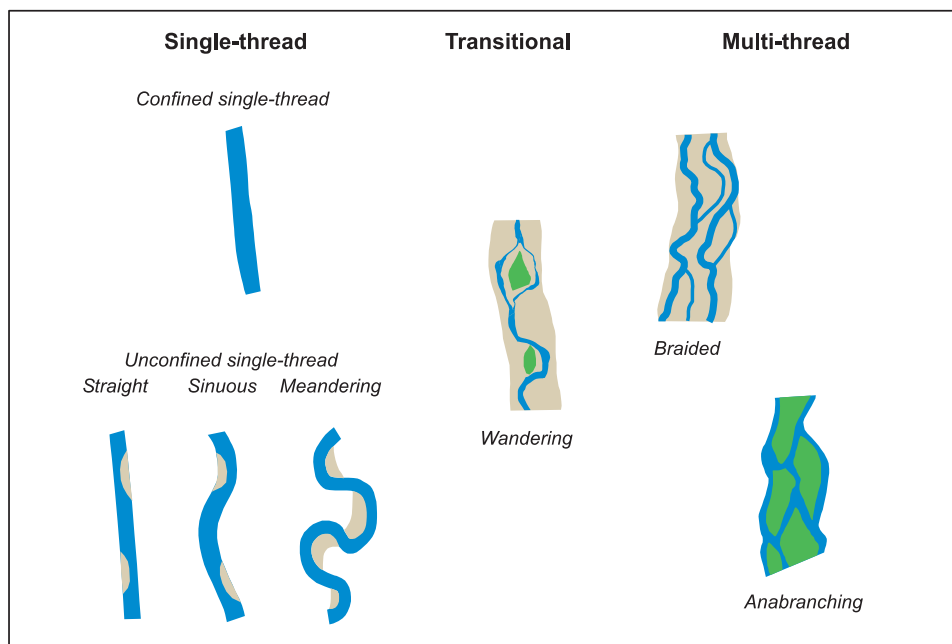 Single-thread
Transitional
Multi-thread
Confined single-thread
Unconfined single-thread
Straight
Sinuous
Meandering
Wandering
Braided
Anabranching